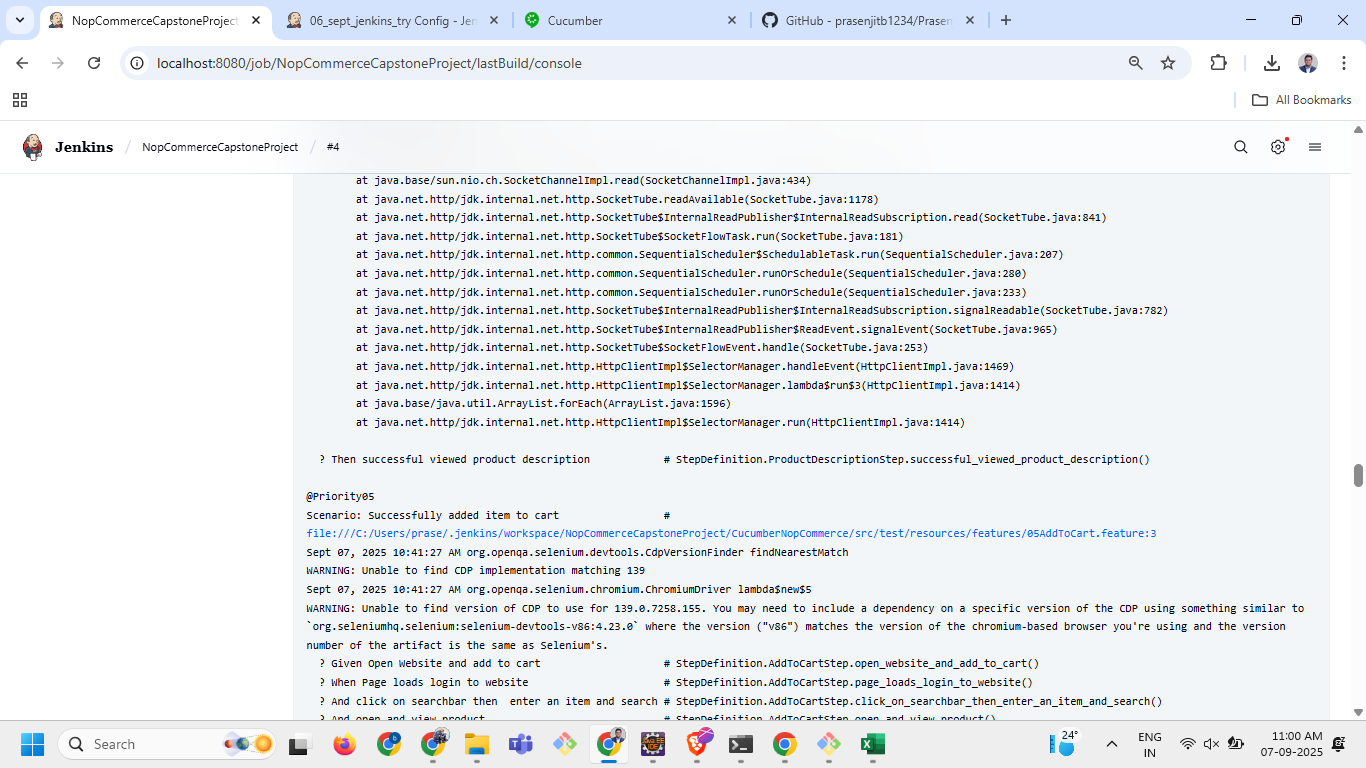 NopCommerceCapstoneProject
06_sept_jenkins_try Config - Jen
Cucumber
GitHub - prasenjitb1234/Prasen
localhost:8080/job/NopCommerceCapstoneProject/lastBuild/console
All Bookmarks
Jenkins / NopCommerceCapstoneProject / #4
at java.base/sun.nio.ch.SocketChannelImpl.read(SocketChannelImpl.java:434)
at java.net.http/jdk.internal.net.http.SocketTube.readAvailable(SocketTube.java:1178)
at java.net.http/jdk.internal.net.http.SocketTube$InternalReadPublisher$InternalReadSubscription.read(SocketTube.java:841)
at java.net.http/jdk.internal.net.http.SocketTube$SocketFlowTask.run(SocketTube.java:181)
at java.net.http/jdk.internal.net.http.common.SequentialScheduler$SchedulableTask.run(SequentialScheduler.java:207)
at java.net.http/jdk.internal.net.http.common.SequentialScheduler.runOrSchedule(SequentialScheduler.java:280)
at java.net.http/jdk.internal.net.http.common.SequentialScheduler.runOrSchedule(SequentialScheduler.java:233)
at java.net.http/jdk.internal.net.http.SocketTube$InternalReadPublisher$InternalReadSubscription.signalReadable(SocketTube.java:782)
at java.net.http/jdk.internal.net.http.SocketTube$InternalReadPublisher$ReadEvent.signalEvent(SocketTube.java:965)
at java.net.http/jdk.internal.net.http.SocketTube$SocketFlowEvent.handle(SocketTube.java:253)
at java.net.http/jdk.internal.net.http.HttpClientImpl$SelectorManager.handleEvent(HttpClientImpl.java:1469)
at java.net.http/jdk.internal.net.http.HttpClientImpl$SelectorManager.lambda$run$3(HttpClientImpl.java:1414)
at java.base/java.util.ArrayList.forEach(ArrayList.java:1596)
at java.net.http/jdk.internal.net.http.HttpClientImpl$SelectorManager.run(HttpClientImpl.java:1414)
? Then successful viewed product description # StepDefinition.ProductDescriptionStep.successful_viewed_product_description()
@Priority05
Scenario: Successfully added item to cart #
file:///C:/Users/prase/.jenkins/workspace/NopCommerceCapstoneProject/CucumberNopCommerce/src/test/resources/features/05AddToCart.feature:3
Sept 07, 2025 10:41:27 AM org.openqa.selenium.devtools.CdpVersionFinder findNearestMatch
WARNING: Unable to find CDP implementation matching 139
Sept 07, 2025 10:41:27 AM org.openqa.selenium.chromium.ChromiumDriver lambda$new$5
WARNING: Unable to find version of CDP to use for 139.0.7258.155. You may need to include a dependency on a specific version of the CDP using something similar to
`org.seleniumhq.selenium:selenium-devtools-v86:4.23.0` where the version ("v86") matches the version of the chromium-based browser you're using and the version
number of the artifact is the same as Selenium's.
? Given Open Website and add to cart # StepDefinition.AddToCartStep.open_website_and_add_to_cart()
? When Page loads login to website # StepDefinition.AddToCartStep.page_loads_login_to_website()
? And click on searchbar then  enter an item and search # StepDefinition.AddToCartStep.click_on_searchbar_then_enter_an_item_and_search()
? And open and view product # StepDefinition.AddToCartStep.open_and_view_product()
Search
24°
ENG
IN
11:00 AM
07-09-2025